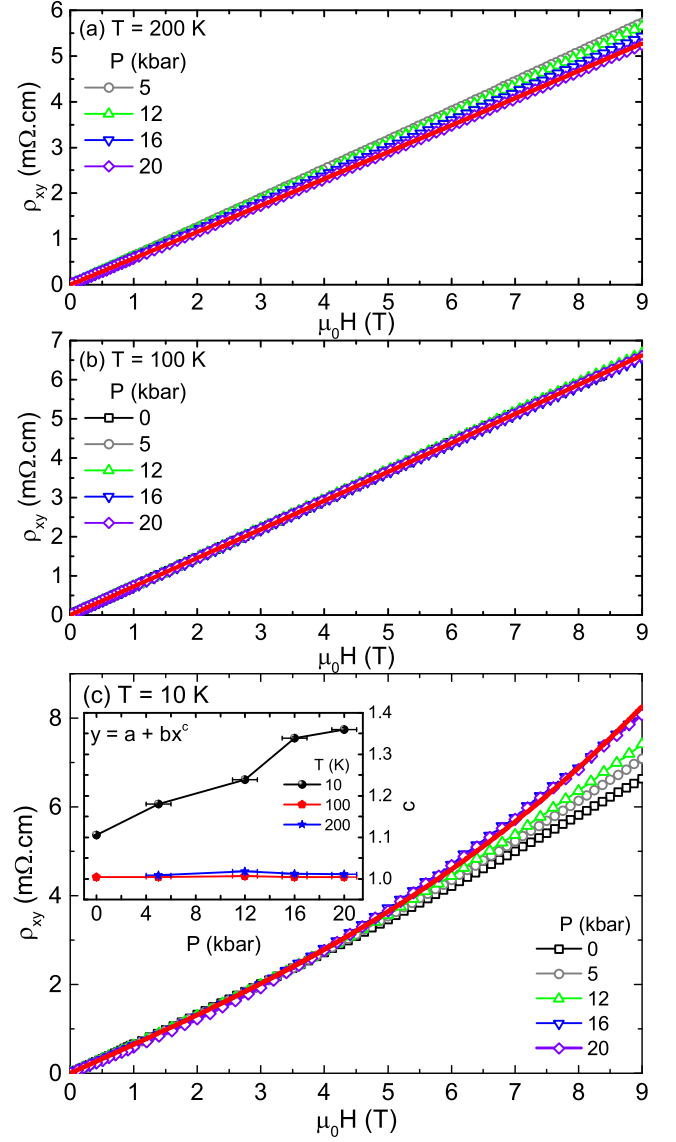 (a) T = 200 K
P (kbar)
5
12
16
20
ρxy (mΩ.cm)
0
1
2
3
4
5
6
0 1 2 3 4 5 6 7 8 9
μ0H (T)
(b) T = 100 K
P (kbar)
0
5
12
16
20
ρxy (mΩ.cm)
0
1
2
3
4
5
6
7
0 1 2 3 4 5 6 7 8 9
μ0H (T)
(c) T = 10 K
y = a + bx^c
T (K)
10
100
200
c
1.4
1.3
1.2
1.1
1.0
0 4 8 12 16 20
P (kbar)
P (kbar)
0
5
12
16
20
ρxy (mΩ.cm)
0
2
4
6
8
0 1 2 3 4 5 6 7 8 9
μ0H (T)